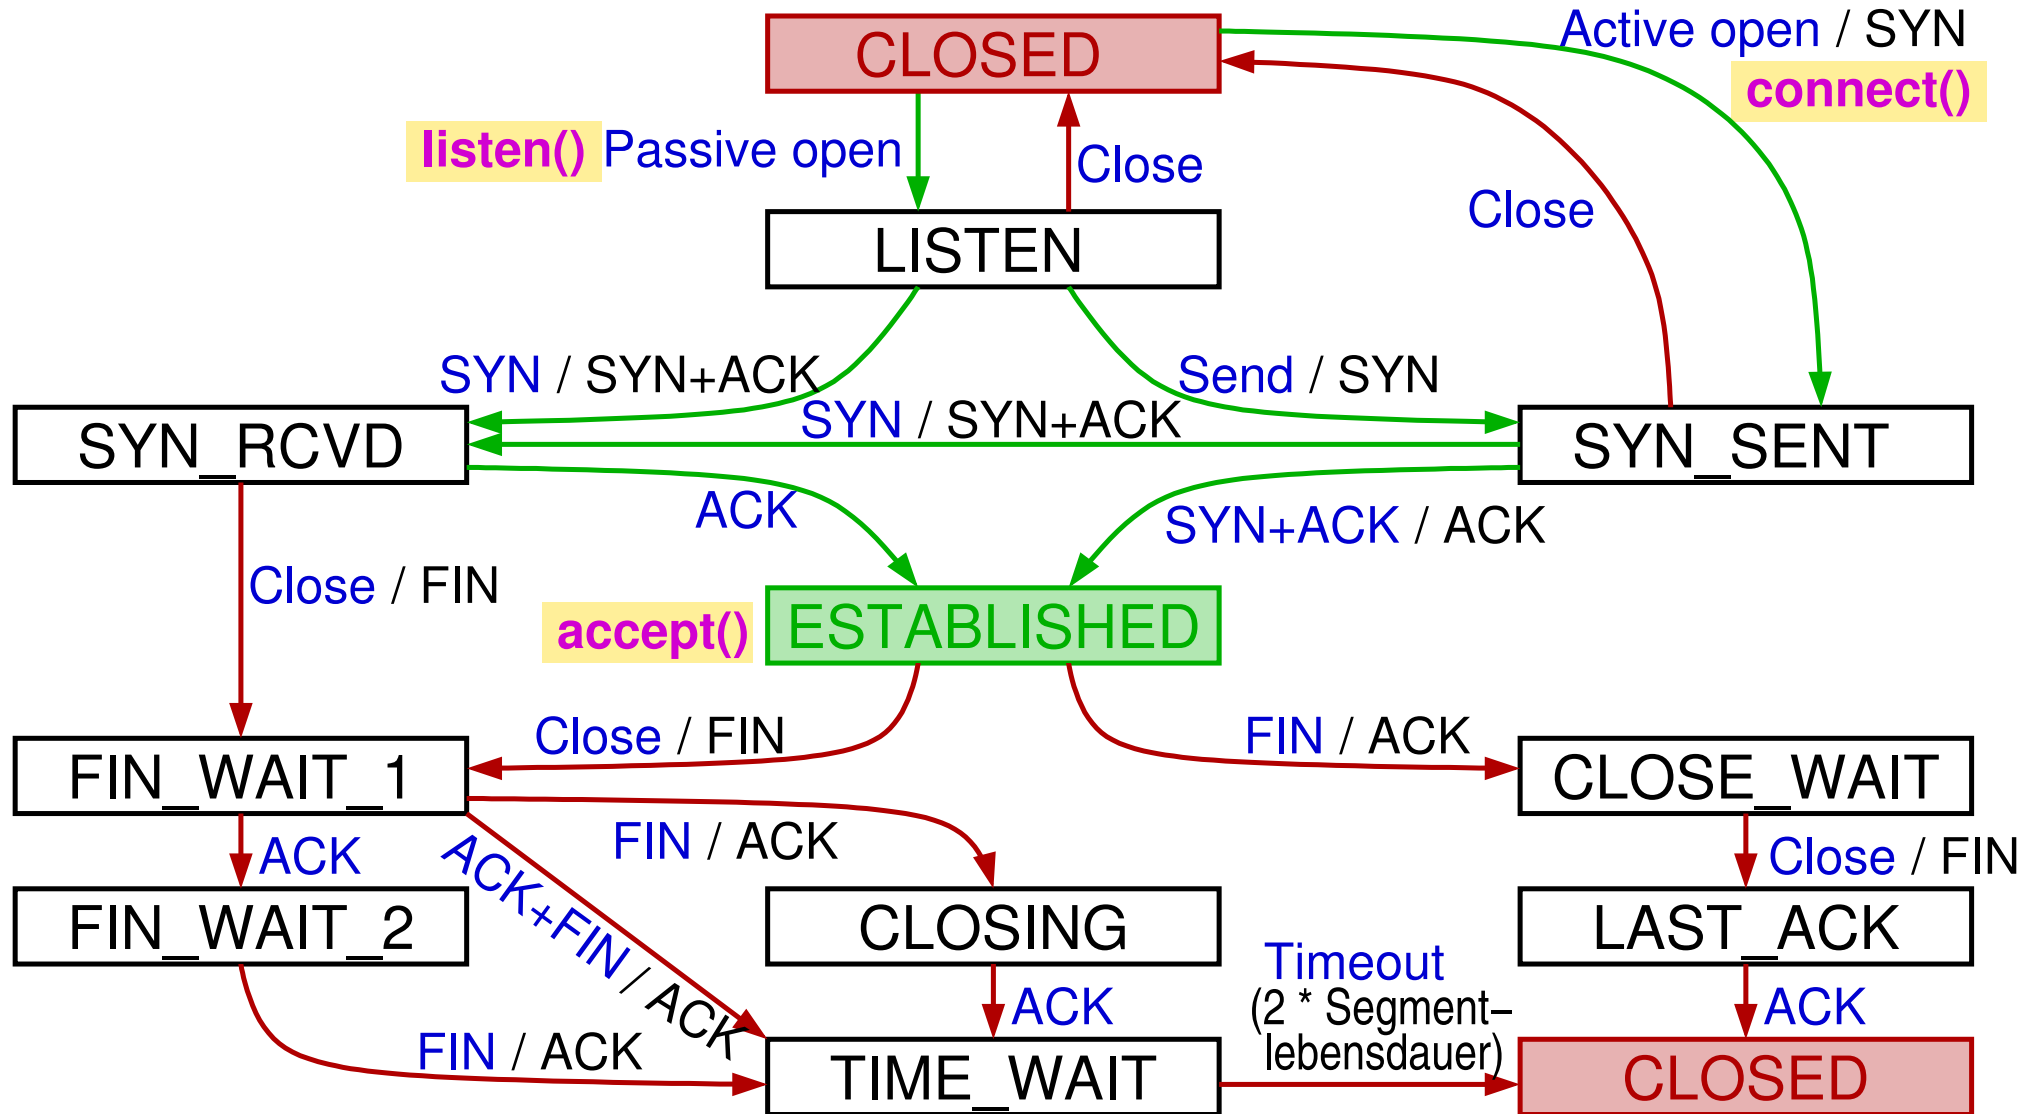 CLOSED
Active open / SYN
connect()
listen() Passive open
Close
Close
LISTEN
SYN / SYN+ACK
Send / SYN
SYN / SYN+ACK
SYN_RCVD
SYN_SENT
ACK
SYN+ACK / ACK
Close / FIN
accept()
ESTABLISHED
Close / FIN
FIN / ACK
FIN_WAIT_1
CLOSE_WAIT
ACK
ACK+FIN / ACK
FIN / ACK
Close / FIN
FIN_WAIT_2
CLOSING
LAST_ACK
Timeout
(2 * Segment–
lebensdauer)
ACK
ACK
FIN / ACK
TIME_WAIT
CLOSED